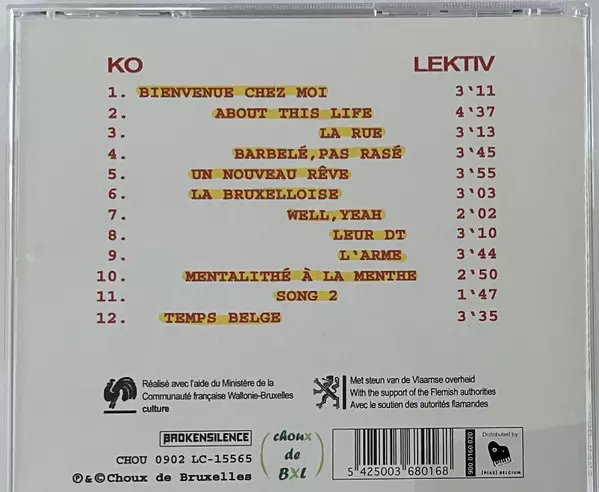 KO LEKTIV
1. BIENVENUE CHEZ MOI 3'11
2. ABOUT THIS LIFE 4'37
3. LA RUE 3'13
4. BARBELÉ,PAS RASÉ 3'45
5. UN NOUVEAU RÊVE 3'55
6. LA BRUXELLOISE 3'03
7. WELL,YEAH 2'02
8. LEUR DT 3'10
9. L'ARME 3'44
10. MENTALITHÉ À LA MENTHE 2'50
11. SONG 2 1'47
12. TEMPS BELGE 3'35
Réalisé avec l'aide du Ministère de la
Communauté française Wallonie-Bruxelles
culture
Met steun van de Vlaamse overheid
With the support of the Flemish authorities
Avec le soutien des autorités flamandes
BROKENSILENCE
CHOU 0902 LC-15565
℗&©Choux de Bruxelles
choux
de
BXL
5 425003 680168
900.0160.020
Distributed by
[PIAS] BELGIUM